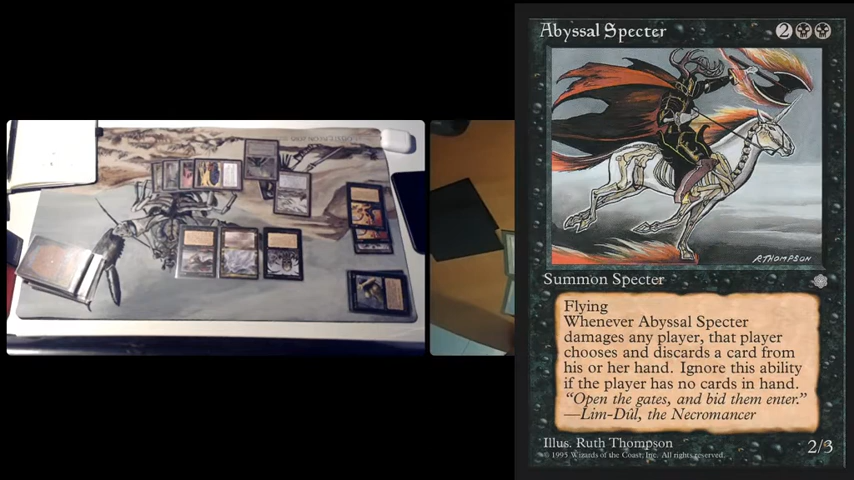 Abyssal Specter
2
R.THOMPSON
Summon Specter
Flying
Whenever Abyssal Specter
damages any player, that player
chooses and discards a card from
his or her hand. Ignore this ability
if the player has no cards in hand.
"Open the gates, and bid them enter."
—Lim-Dûl, the Necromancer
Illus. Ruth Thompson
2/3
© 1995 Wizards of the Coast, Inc. All rights reserved.